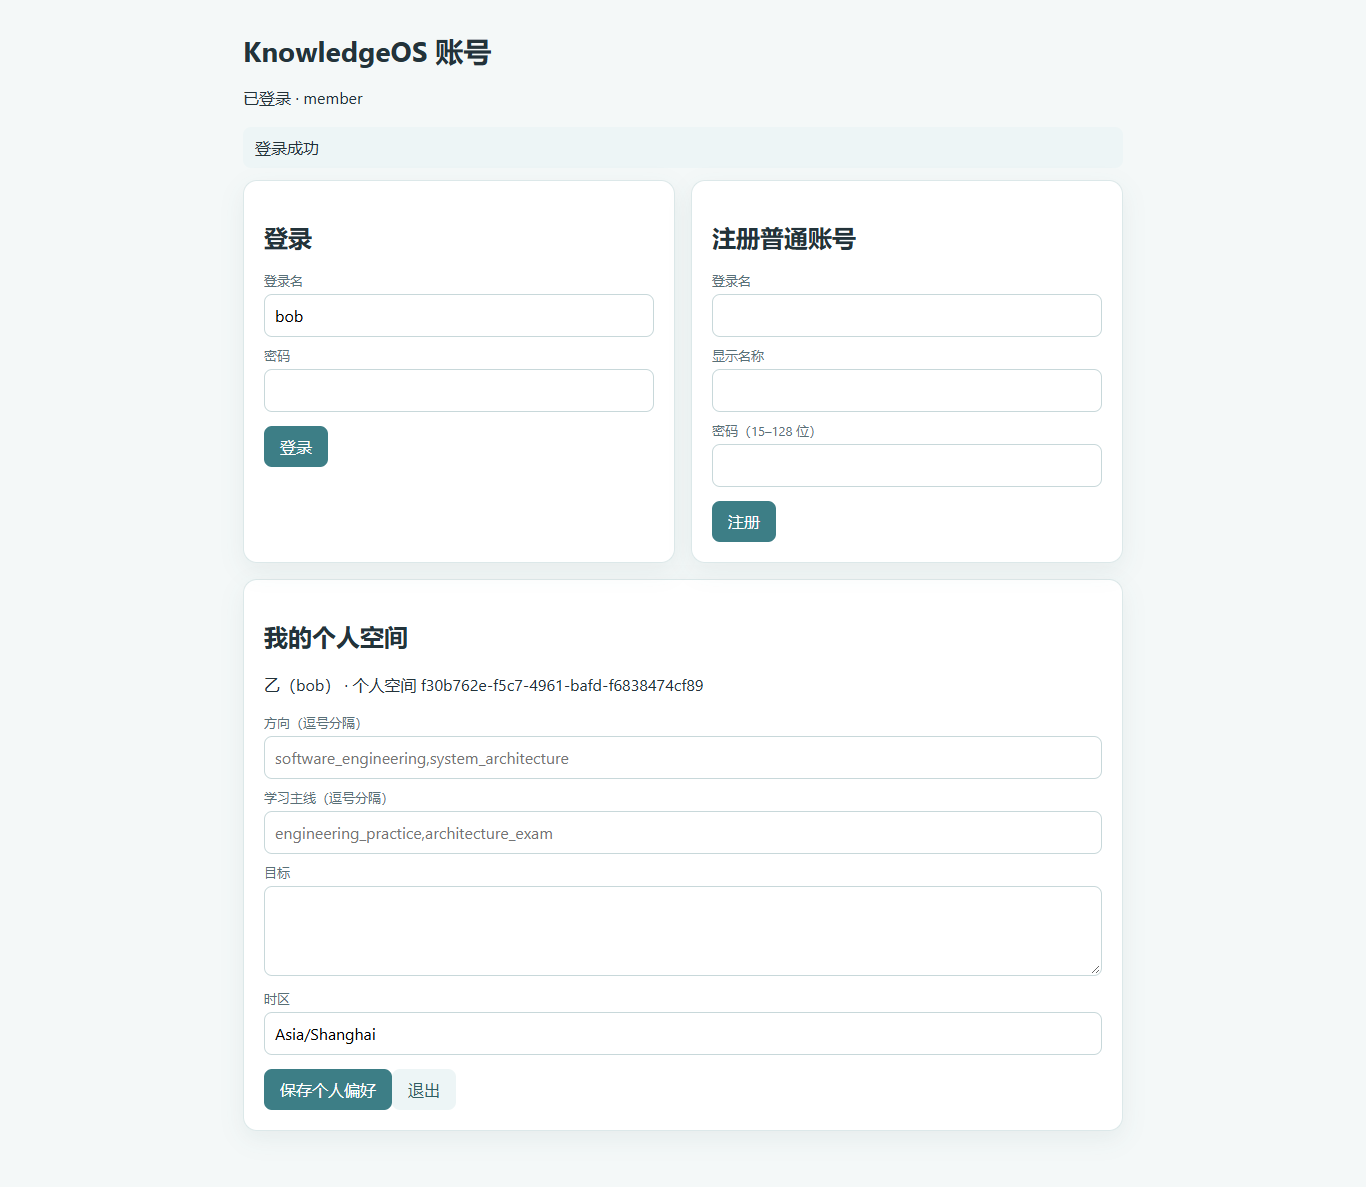 KnowledgeOS 账号
已登录 · member
登录成功
登录
登录名
bob
密码
登录
注册普通账号
登录名
显示名称
密码（15–128 位）
注册
我的个人空间
乙（bob） · 个人空间 f30b762e-f5c7-4961-bafd-f6838474cf89
方向（逗号分隔）
software_engineering,system_architecture
学习主线（逗号分隔）
engineering_practice,architecture_exam
目标
时区
Asia/Shanghai
保存个人偏好
退出